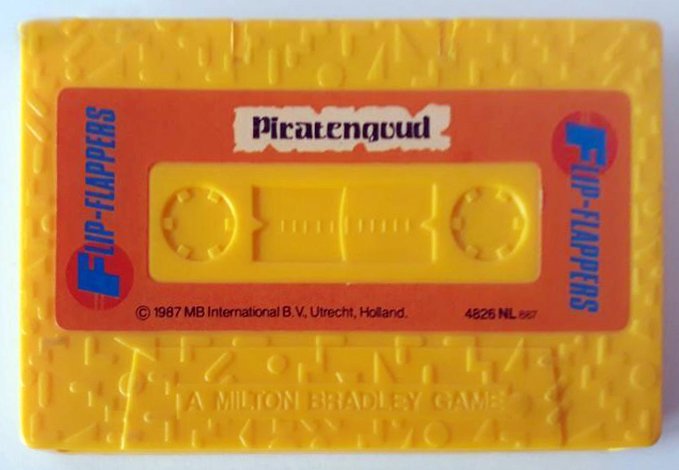 Piratengoud
FLIP-FLAPPERS
FLIP-FLAPPERS
© 1987 MB International B.V., Utrecht, Holland.
4826 NL 887
A MILTON BRADLEY GAME